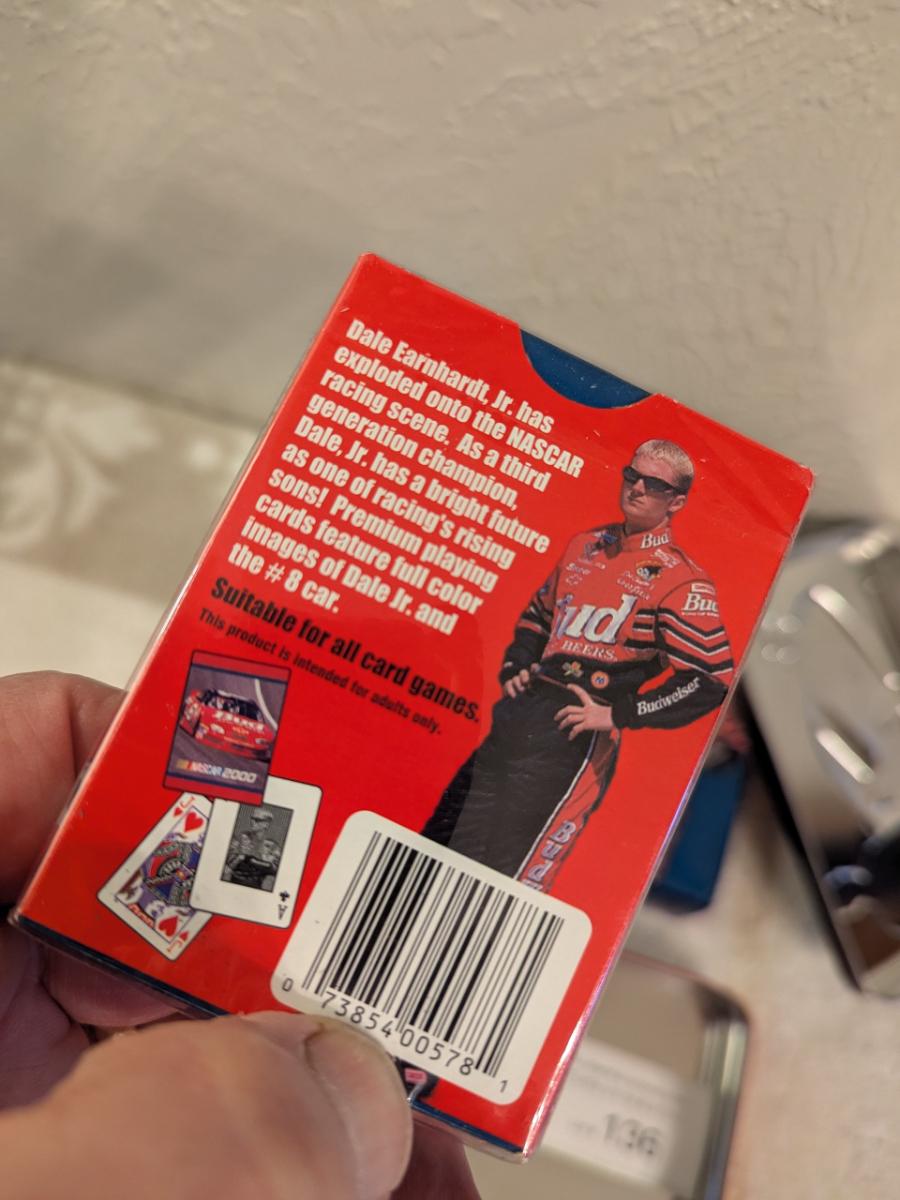 Dale Earnhardt, Jr. has
exploded onto the NASCAR
racing scene. As a third
generation champion,
Dale, Jr. has a bright future
as one of racing's rising
sons! Premium playing
cards feature full color
images of Dale Jr. and
the # 8 car.
Suitable for all card games.
This product is intended for adults only.
Bud
Bud
Bud
BEERS.
Budweiser
Bud
NASCAR 2000
J
J
A
0 73854 00578 1
136